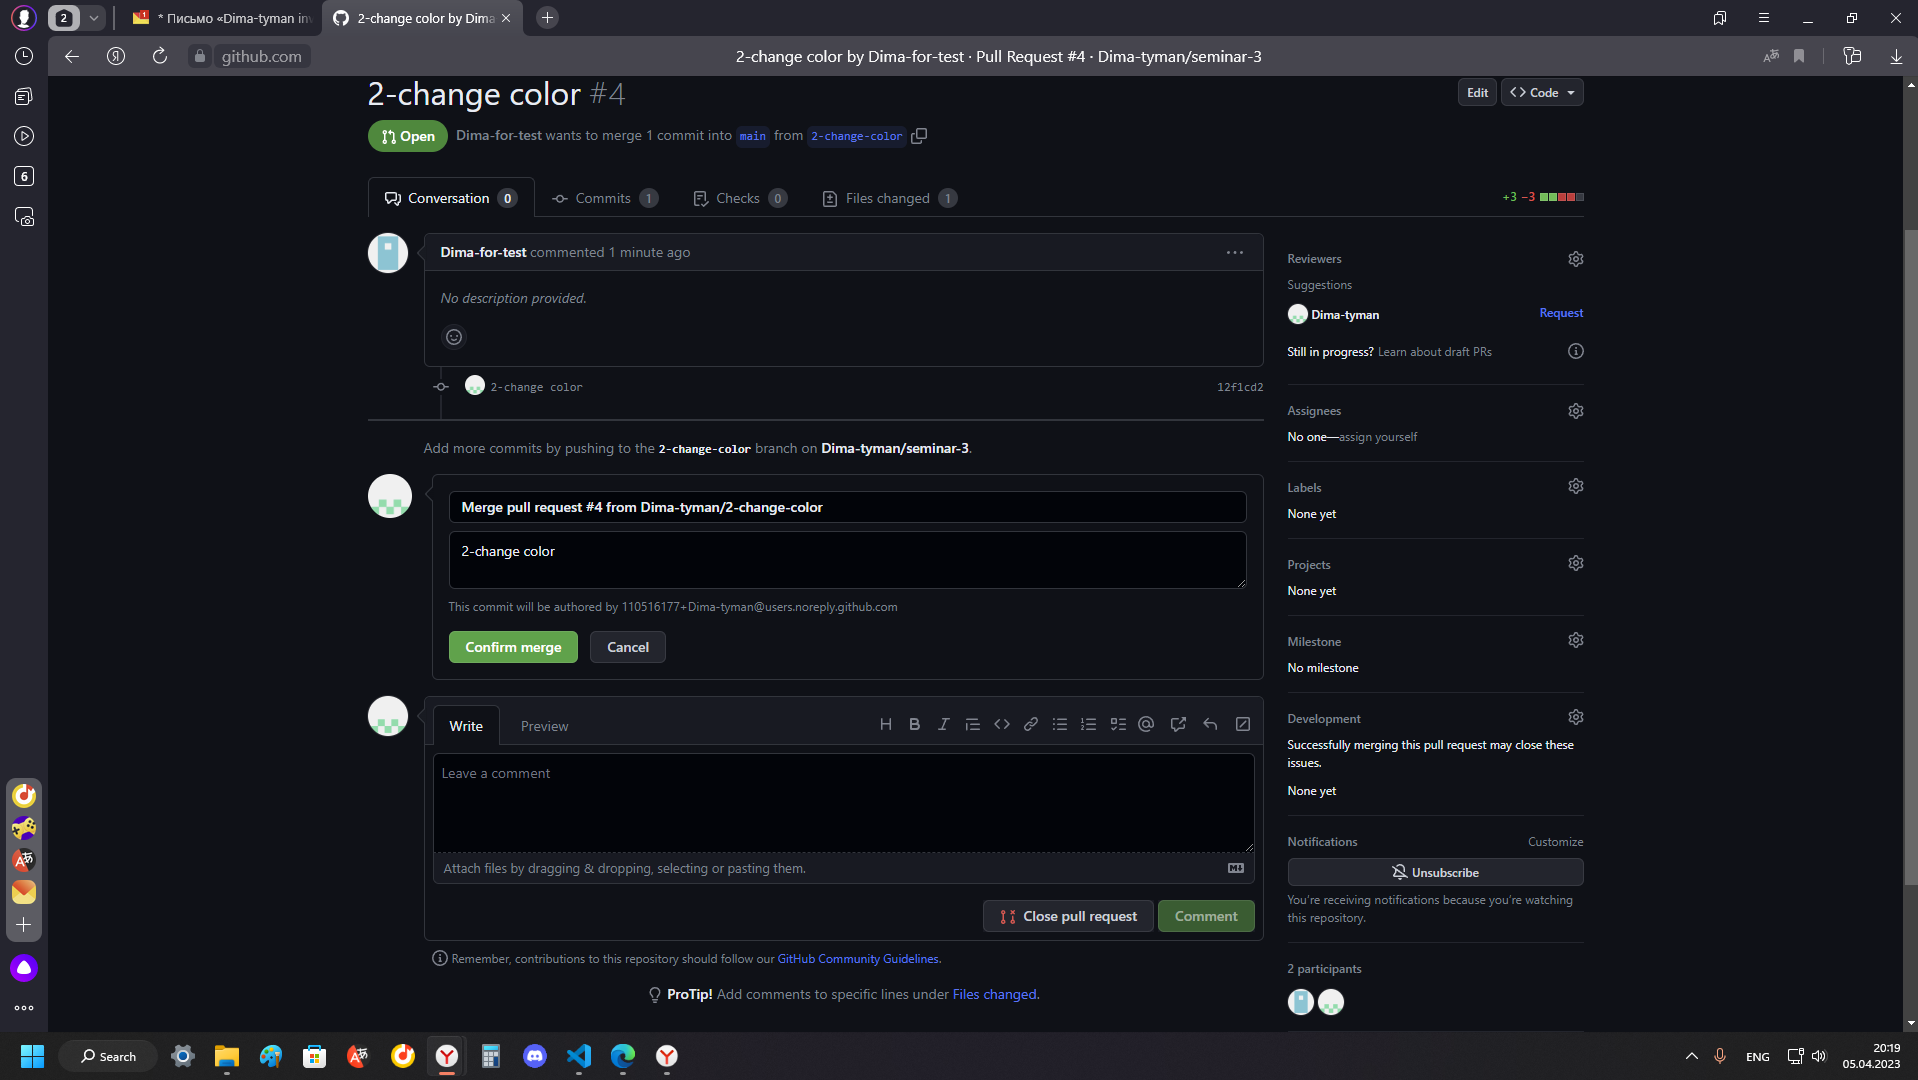 2
* Письмо «Dima-tyman inv
2-change color by Dima
github.com
2-change color by Dima-for-test · Pull Request #4 · Dima-tyman/seminar-3
2-change color #4
Edit
Code
Open
Dima-for-test wants to merge 1 commit into main from 2-change-color
6
Conversation 0
Commits 1
Checks 0
Files changed 1
+3 −3
Dima-for-test commented 1 minute ago
No description provided.
2-change color
12f1cd2
Add more commits by pushing to the 2-change-color branch on Dima-tyman/seminar-3.
Merge pull request #4 from Dima-tyman/2-change-color
2-change color
This commit will be authored by 110516177+Dima-tyman@users.noreply.github.com
Confirm merge
Cancel
Write
Preview
Leave a comment
Attach files by dragging & dropping, selecting or pasting them.
Close pull request
Comment
Remember, contributions to this repository should follow our GitHub Community Guidelines.
ProTip! Add comments to specific lines under Files changed.
Reviewers
Suggestions
Dima-tyman
Request
Still in progress? Learn about draft PRs
Assignees
No one—assign yourself
Labels
None yet
Projects
None yet
Milestone
No milestone
Development
Successfully merging this pull request may close these
issues.
None yet
Notifications
Customize
Unsubscribe
You're receiving notifications because you're watching
this repository.
2 participants
Search
ENG
20:19
05.04.2023